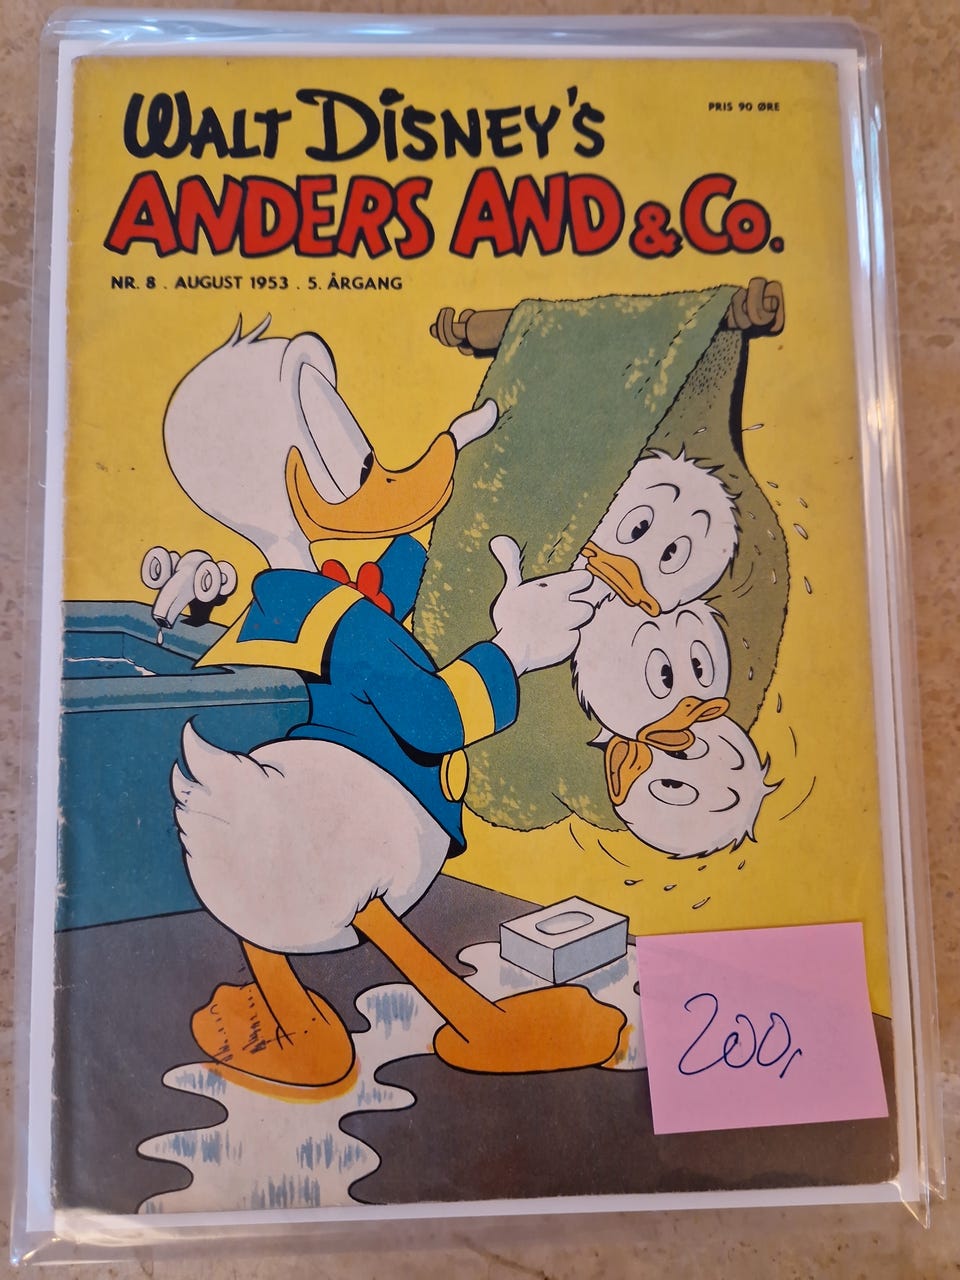 WALT DISNEY'S
PRIS 90 ØRE
ANDERS AND & CO.
NR. 8 . AUGUST 1953 . 5. ÅRGANG
200,